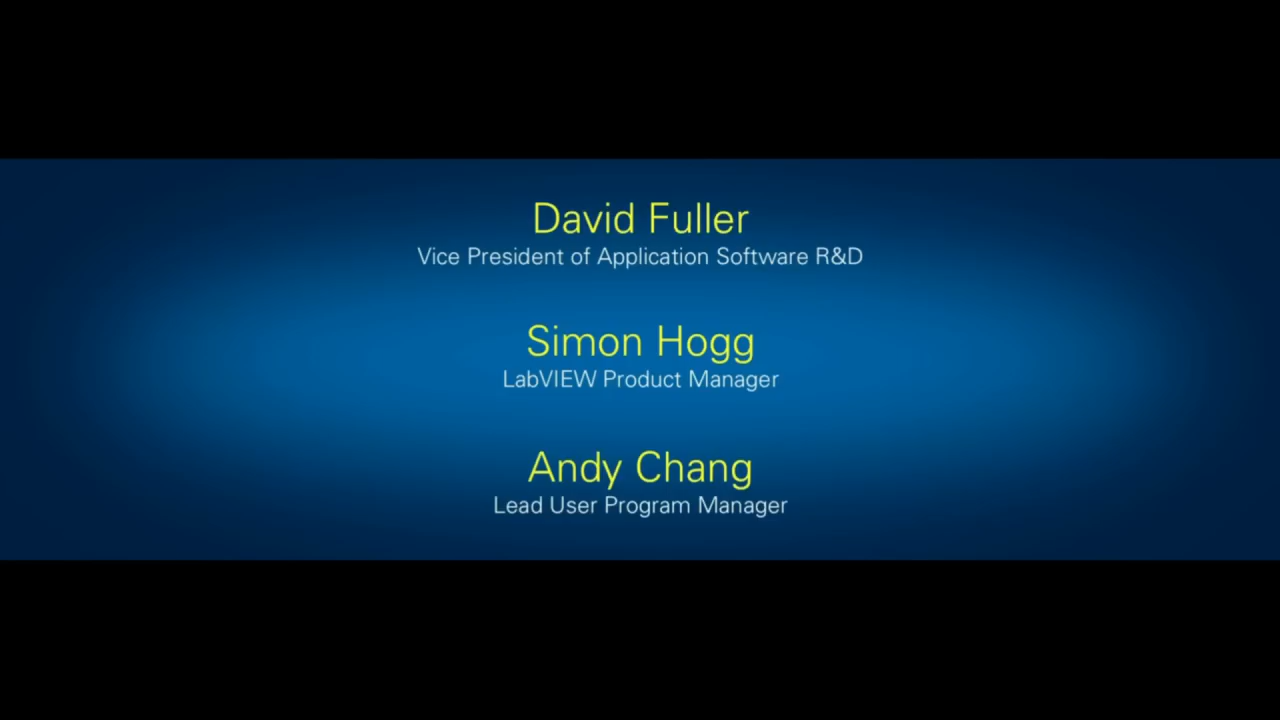 David Fuller
Vice President of Application Software R&D
Simon Hogg
LabVIEW Product Manager
Andy Chang
Lead User Program Manager